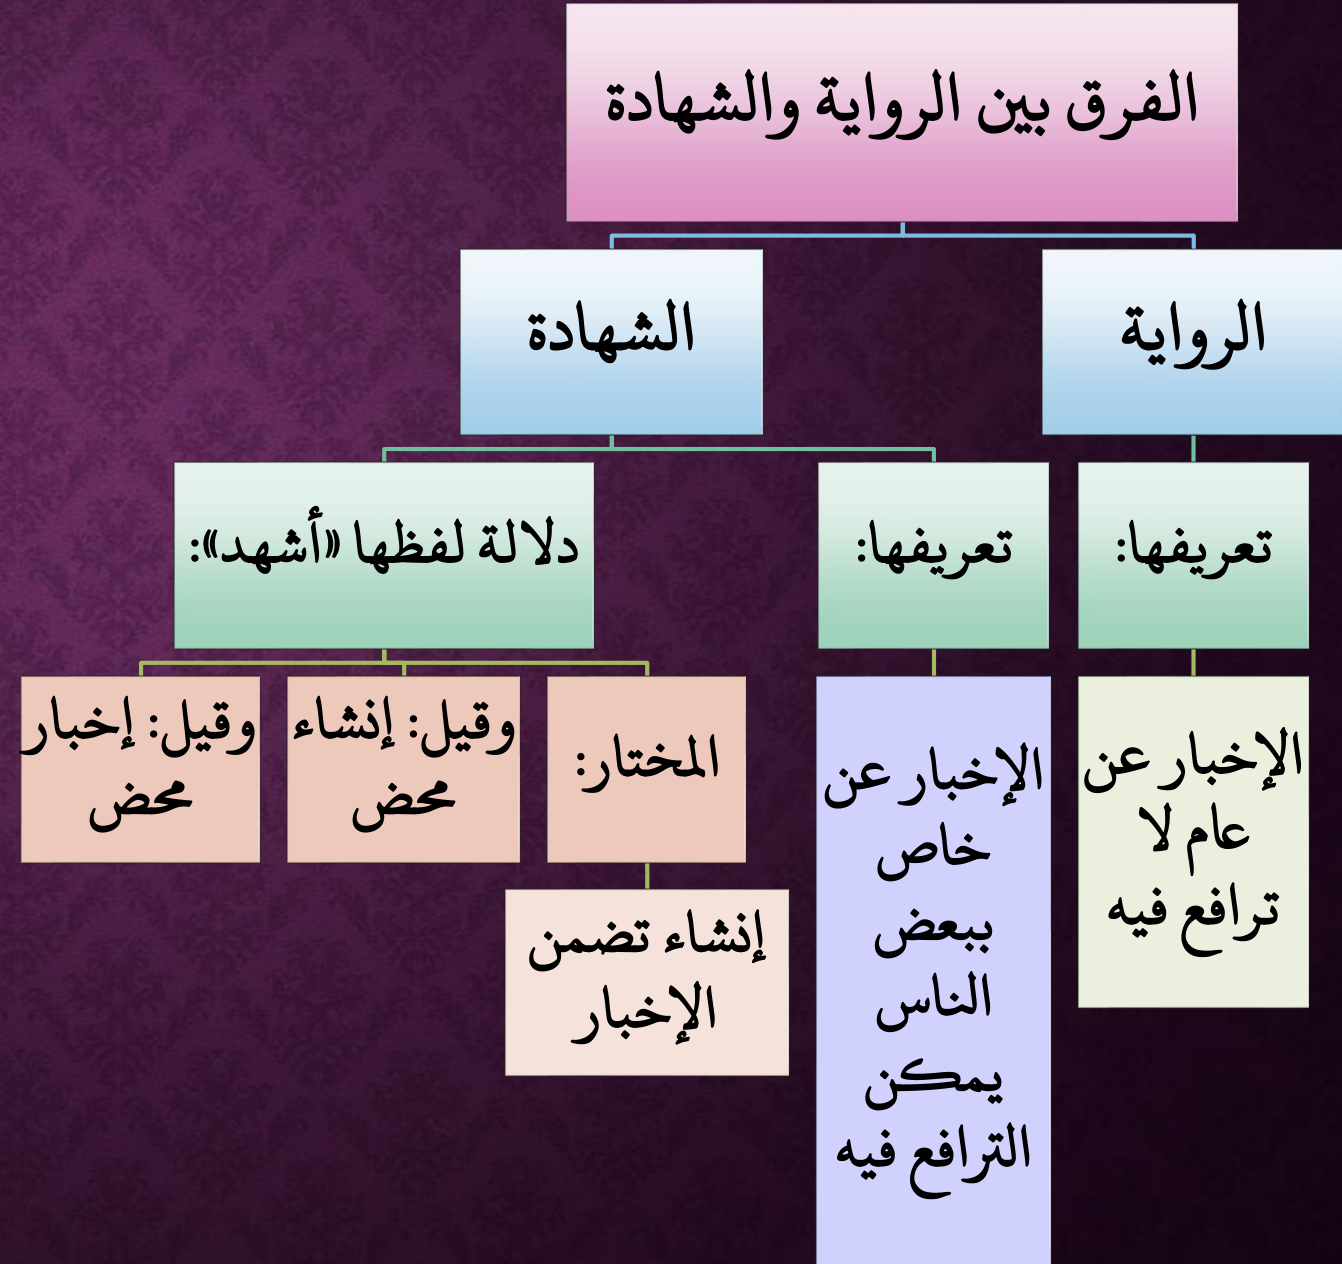 الفرق بين الرواية والشهادة
الرواية
الشهادة
تعريفها:
تعريفها:
دلالة لفظها «أشهد»:
الإخبار عن
عام لا
ترافع فيه
الإخبار عن
خاص
ببعض
الناس
يمكن
الترافع فيه
المختار:
وقيل: إنشاء
محض
وقيل: إخبار
محض
إنشاء تضمن
الإخبار